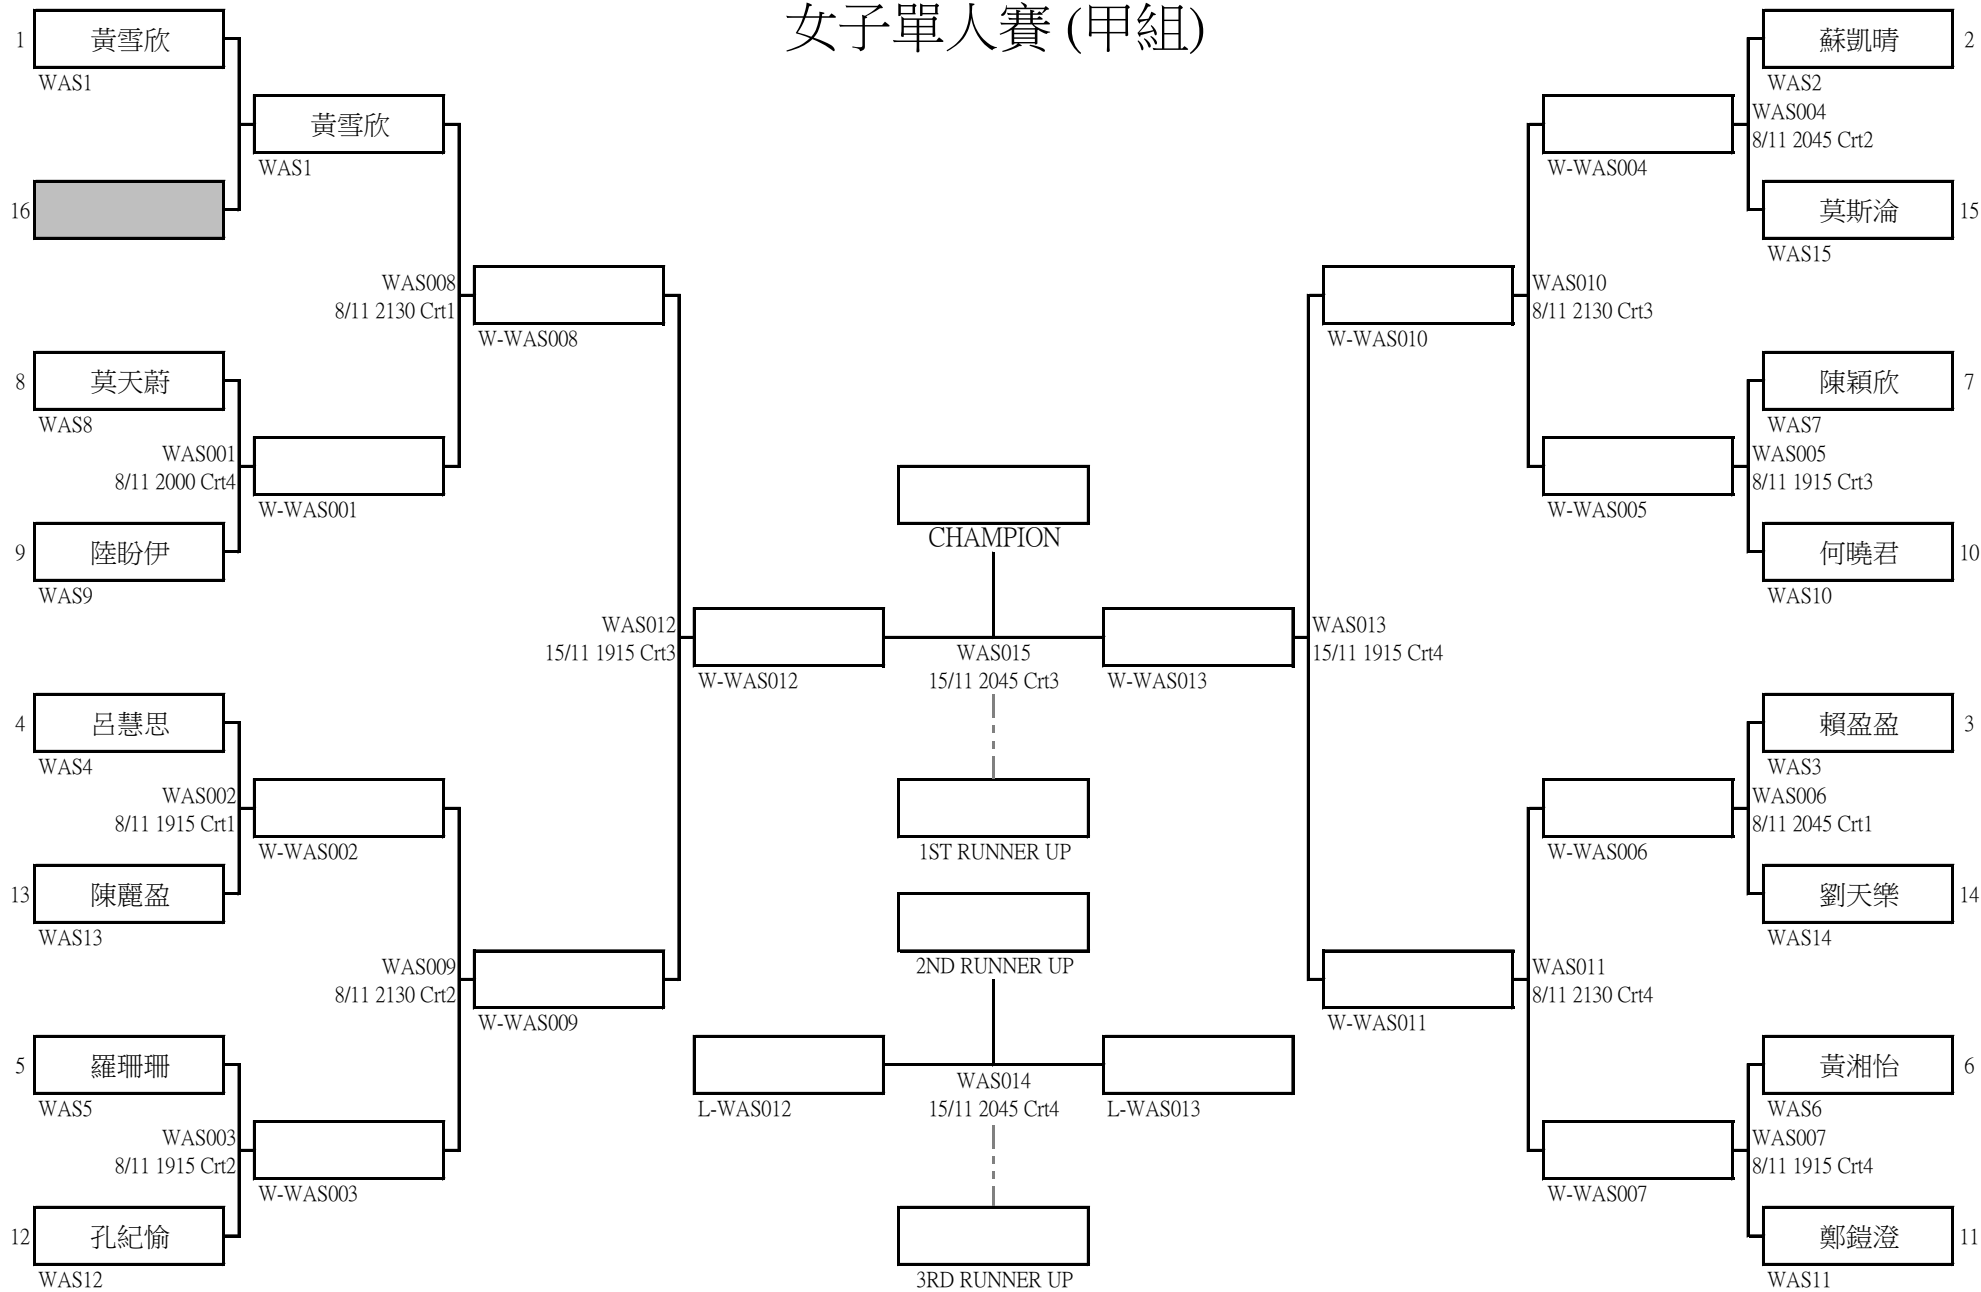 女子單人賽 (甲組)
1
黃雪欣
WAS1
黃雪欣
WAS1
16
WAS008
8/11 2130 Crt1
W-WAS008
8
莫天蔚
WAS8
WAS001
8/11 2000 Crt4
W-WAS001
9
陸盼伊
WAS9
WAS012
15/11 1915 Crt3
W-WAS012
4
呂慧思
WAS4
WAS002
8/11 1915 Crt1
W-WAS002
13
陳麗盈
WAS13
WAS009
8/11 2130 Crt2
W-WAS009
5
羅珊珊
WAS5
WAS003
8/11 1915 Crt2
W-WAS003
12
孔紀愉
WAS12
CHAMPION
WAS015
15/11 2045 Crt3
1ST RUNNER UP
2ND RUNNER UP
L-WAS012
WAS014
15/11 2045 Crt4
L-WAS013
3RD RUNNER UP
蘇凱晴
2
WAS2
WAS004
8/11 2045 Crt2
W-WAS004
莫斯淪
15
WAS15
WAS010
8/11 2130 Crt3
W-WAS010
陳穎欣
7
WAS7
WAS005
8/11 1915 Crt3
W-WAS005
何曉君
10
WAS10
WAS013
15/11 1915 Crt4
W-WAS013
賴盈盈
3
WAS3
WAS006
8/11 2045 Crt1
W-WAS006
劉天樂
14
WAS14
WAS011
8/11 2130 Crt4
W-WAS011
黃湘怡
6
WAS6
WAS007
8/11 1915 Crt4
W-WAS007
鄭鎧澄
11
WAS11